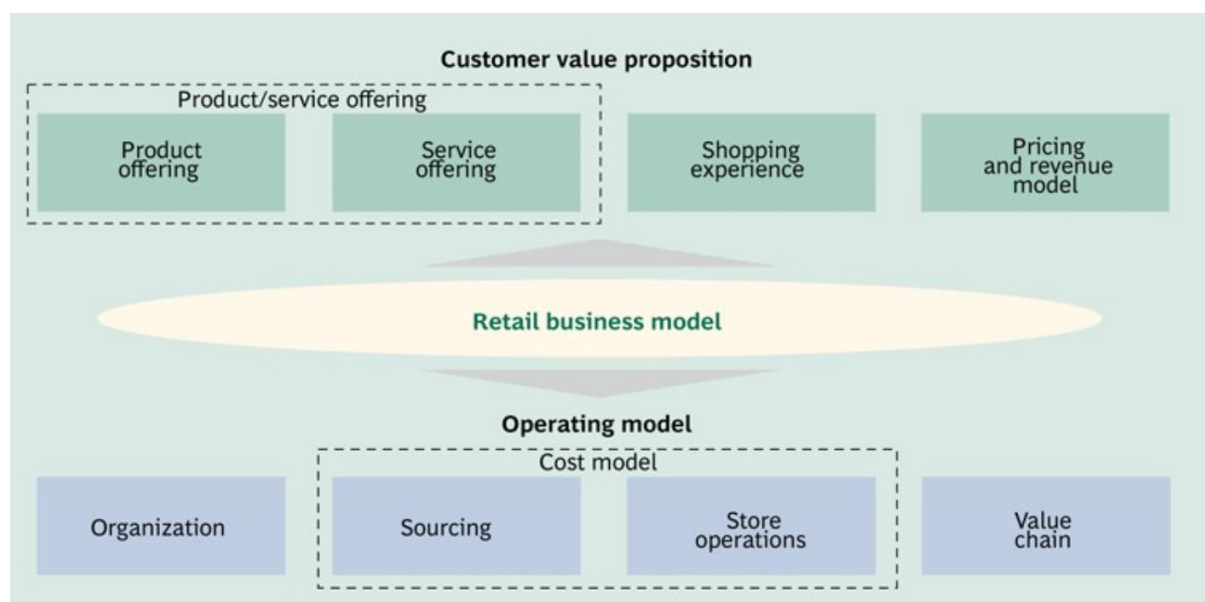 Customer value proposition
Product/service offering
Product
offering
Service
offering
Shopping
experience
Pricing
and revenue
model
Retail business model
Operating model
Cost model
Organization
Sourcing
Store
operations
Value
chain